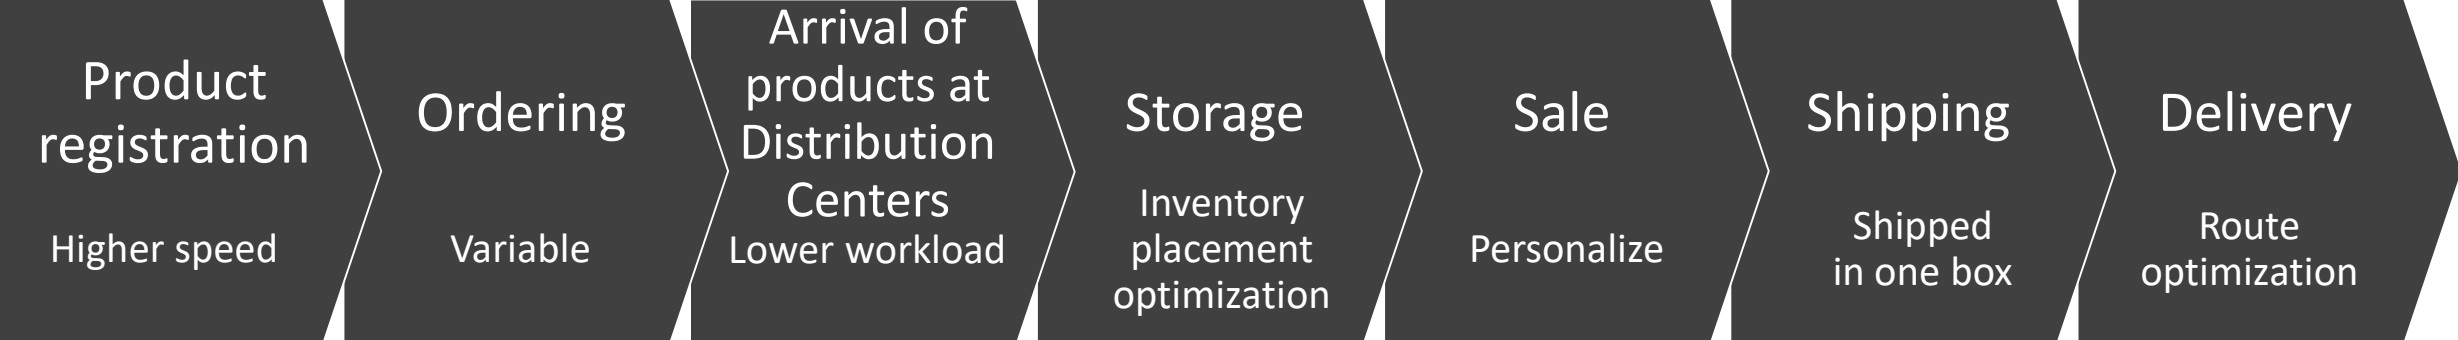 Product
registration
Higher speed
Ordering
Variable
Arrival of
products at
Distribution
Centers
Lower workload
Storage
Inventory
placement
optimization
Sale
Personalize
Shipping
Shipped
in one box
Delivery
Route
optimization